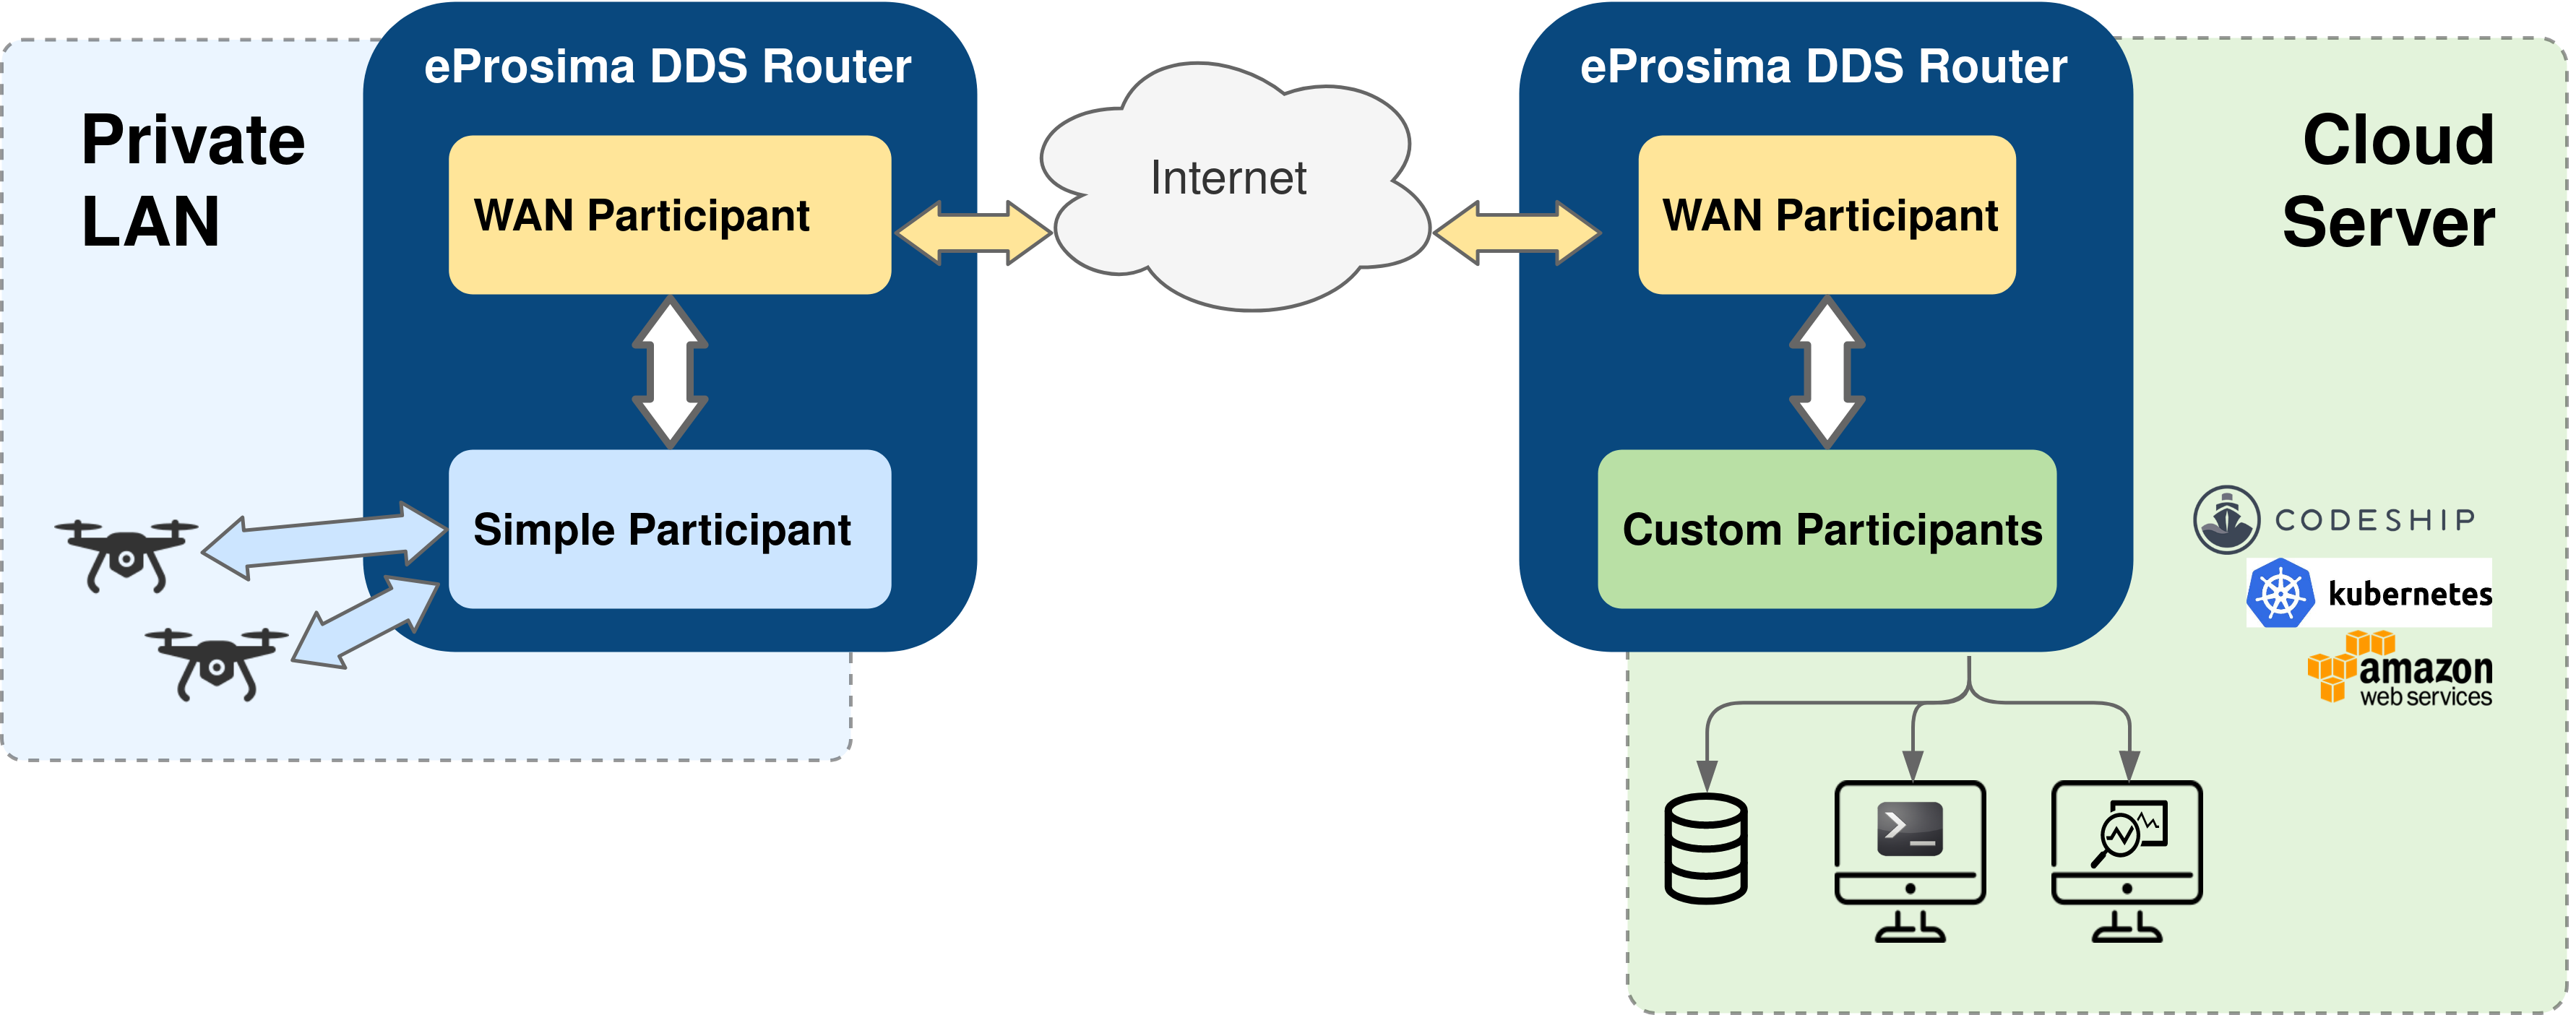 eProsima DDS Router
Private
LAN
WAN Participant
Simple Participant
Internet
eProsima DDS Router
WAN Participant
Custom Participants
Cloud
Server
CODESHIP
kubernetes
amazon
web services